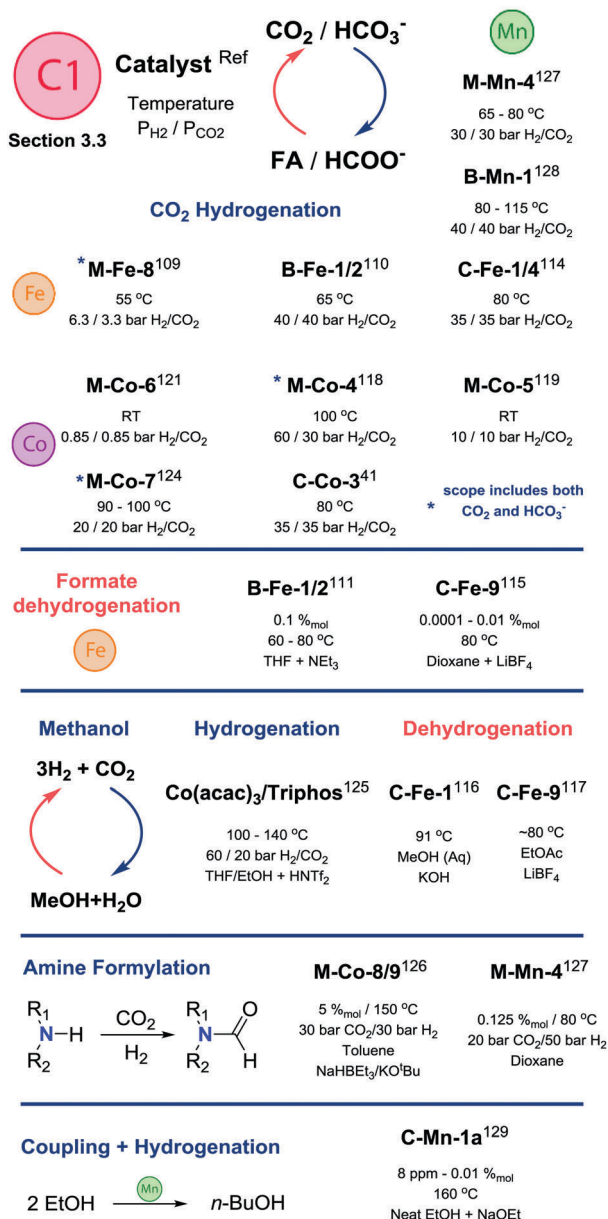 C1
Section 3.3
Catalyst Ref
Temperature
P_H2 / P_CO2
CO₂ / HCO₃⁻
FA / HCOO⁻
CO₂ Hydrogenation
Mn
M-Mn-4¹²⁷
65 - 80 °C
30 / 30 bar H₂/CO₂
B-Mn-1¹²⁸
80 - 115 °C
40 / 40 bar H₂/CO₂
Fe
*M-Fe-8¹⁰⁹
55 °C
6.3 / 3.3 bar H₂/CO₂
B-Fe-1/2¹¹⁰
65 °C
40 / 40 bar H₂/CO₂
C-Fe-1/4¹¹⁴
80 °C
35 / 35 bar H₂/CO₂
Co
M-Co-6¹²¹
RT
0.85 / 0.85 bar H₂/CO₂
* M-Co-4¹¹⁸
100 °C
60 / 30 bar H₂/CO₂
M-Co-5¹¹⁹
RT
10 / 10 bar H₂/CO₂
*M-Co-7¹²⁴
90 - 100 °C
20 / 20 bar H₂/CO₂
C-Co-3⁴¹
80 °C
35 / 35 bar H₂/CO₂
* scope includes both
CO₂ and HCO₃⁻
Formate
dehydrogenation
Fe
B-Fe-1/2¹¹¹
0.1 %mol
60 - 80 °C
THF + NEt₃
C-Fe-9¹¹⁵
0.0001 - 0.01 %mol
80 °C
Dioxane + LiBF₄
Methanol
3H₂ + CO₂
MeOH+H₂O
Hydrogenation
Co(acac)₃/Triphos¹²⁵
100 - 140 °C
60 / 20 bar H₂/CO₂
THF/EtOH + HNTf₂
Dehydrogenation
C-Fe-1¹¹⁶
91 °C
MeOH (Aq)
KOH
C-Fe-9¹¹⁷
~80 °C
EtOAc
LiBF₄
Amine Formylation
R₁
N-H
R₂
CO₂
H₂
R₁
N
R₂
O
H
M-Co-8/9¹²⁶
5 %mol / 150 °C
30 bar CO₂/30 bar H₂
Toluene
NaHBEt₃/KOᵗBu
M-Mn-4¹²⁷
0.125 %mol / 80 °C
20 bar CO₂/50 bar H₂
Dioxane
Coupling + Hydrogenation
2 EtOH
Mn
n-BuOH
C-Mn-1a¹²⁹
8 ppm - 0.01 %mol
160 °C
Neat EtOH + NaOEt